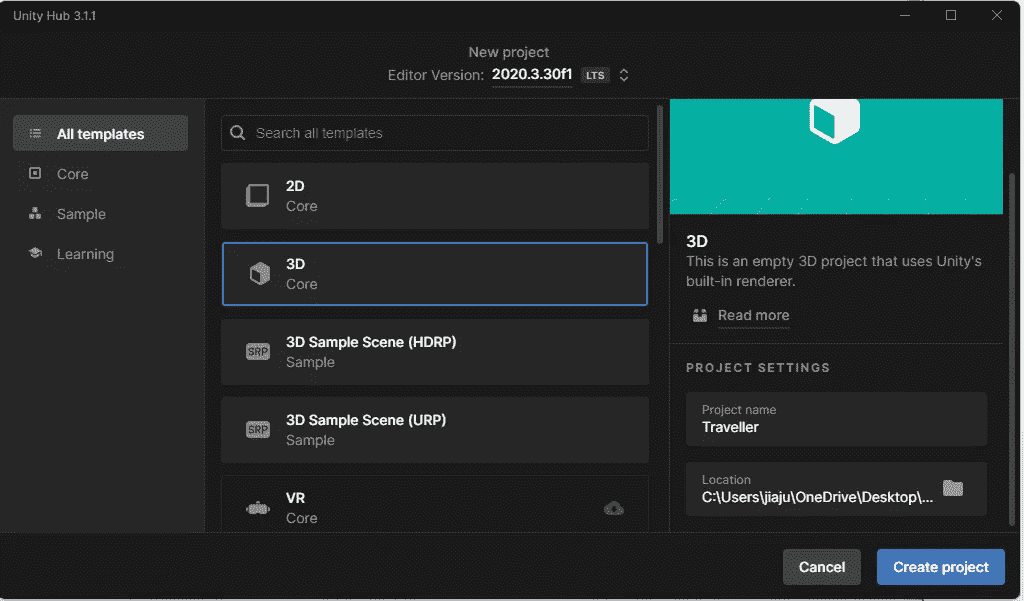 Unity Hub 3.1.1
New project
Editor Version: 2020.3.30f1 LTS
All templates
Core
Sample
Learning
Search all templates
2D
Core
3D
Core
SRP
3D Sample Scene (HDRP)
Sample
SRP
3D Sample Scene (URP)
Sample
VR
Core
3D
This is an empty 3D project that uses Unity's
built-in renderer.
Read more
PROJECT SETTINGS
Project name
Traveller
Location
C:\Users\jiaju\OneDrive\Desktop\...
Cancel
Create project